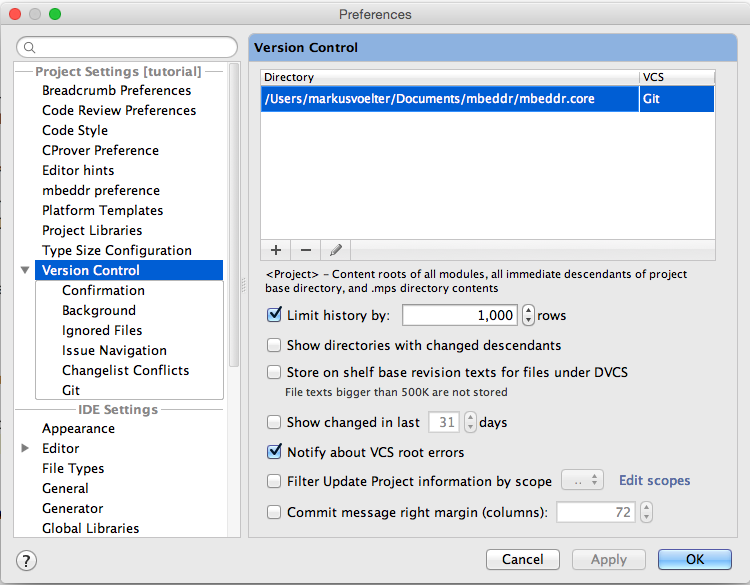 Preferences
Project Settings [tutorial]
Breadcrumb Preferences
Code Review Preferences
Code Style
CProver Preference
Editor hints
mbeddr preference
Platform Templates
Project Libraries
Type Size Configuration
Version Control
Confirmation
Background
Ignored Files
Issue Navigation
Changelist Conflicts
Git
IDE Settings
Appearance
Editor
File Types
General
Generator
Global Libraries
Version Control
Directory VCS
/Users/markusvoelter/Documents/mbeddr/mbeddr.core Git
<Project> – Content roots of all modules, all immediate descendants of project
base directory, and .mps directory contents
Limit history by: 1,000 rows
Show directories with changed descendants
Store on shelf base revision texts for files under DVCS
File texts bigger than 500K are not stored
Show changed in last 31 days
Notify about VCS root errors
Filter Update Project information by scope .. Edit scopes
Commit message right margin (columns): 72
? Cancel Apply OK